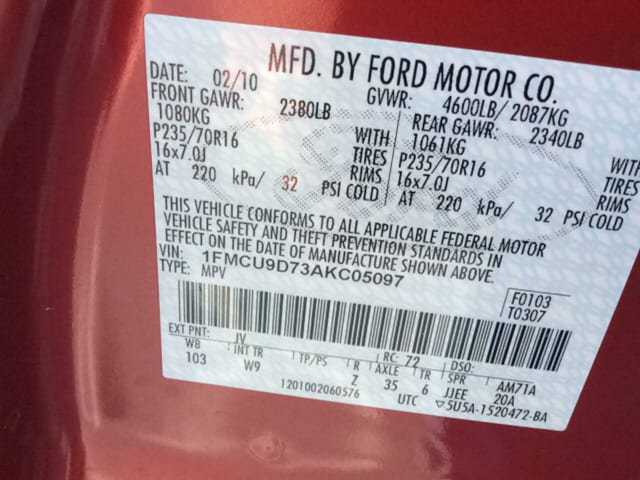 MFD. BY FORD MOTOR CO.
DATE: 02/10 GVWR: 4600LB/ 2087KG
FRONT GAWR: 2380LB REAR GAWR: 2340LB
1080KG WITH 1061KG WITH
P235/70R16 TIRES P235/70R16 TIRES
16x7.0J RIMS 16x7.0J RIMS
AT 220 kPa/ 32 PSI COLD AT 220 kPa/ 32 PSI COLD
THIS VEHICLE CONFORMS TO ALL APPLICABLE FEDERAL MOTOR
VEHICLE SAFETY AND THEFT PREVENTION STANDARDS IN
EFFECT ON THE DATE OF MANUFACTURE SHOWN ABOVE.
VIN: 1FMCU9D73AKC05097
TYPE: MPV
F0103
T0307
EXT PNT: JV RC: 72 DSO:
W8 INT TR TP/PS R AXLE TR SPR AM71A
103 W9 Z 35 6 JJEE 20A
1201002060576 UTC 5U5A-1520472-BA